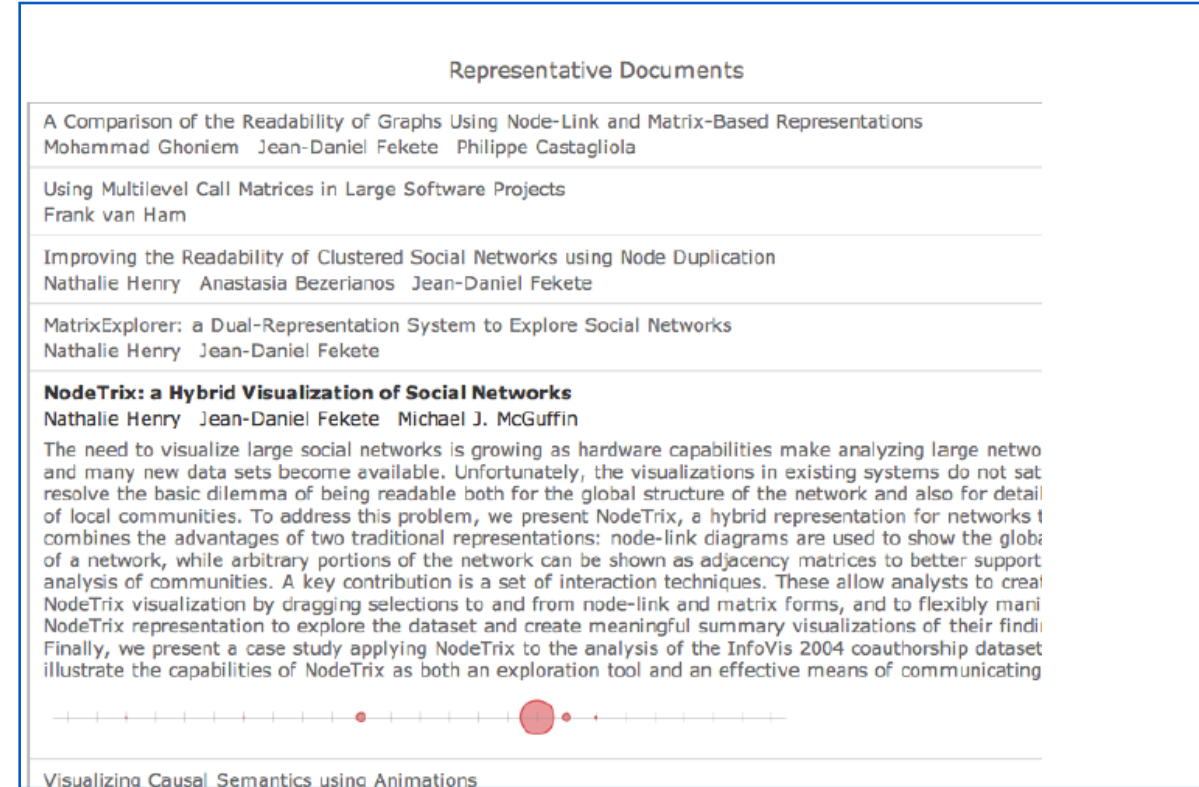 Representative Documents
A Comparison of the Readability of Graphs Using Node-Link and Matrix-Based Representations
Mohammad Ghoniem Jean-Daniel Fekete Philippe Castagliola
Using Multilevel Call Matrices in Large Software Projects
Frank van Ham
Improving the Readability of Clustered Social Networks using Node Duplication
Nathalie Henry Anastasia Bezerianos Jean-Daniel Fekete
MatrixExplorer: a Dual-Representation System to Explore Social Networks
Nathalie Henry Jean-Daniel Fekete
NodeTrix: a Hybrid Visualization of Social Networks
Nathalie Henry Jean-Daniel Fekete Michael J. McGuffin
The need to visualize large social networks is growing as hardware capabilities make analyzing large netwo
and many new data sets become available. Unfortunately, the visualizations in existing systems do not sat
resolve the basic dilemma of being readable both for the global structure of the network and also for detail
of local communities. To address this problem, we present NodeTrix, a hybrid representation for networks t
combines the advantages of two traditional representations: node-link diagrams are used to show the globa
of a network, while arbitrary portions of the network can be shown as adjacency matrices to better support
analysis of communities. A key contribution is a set of interaction techniques. These allow analysts to creat
NodeTrix visualization by dragging selections to and from node-link and matrix forms, and to flexibly mani
NodeTrix representation to explore the dataset and create meaningful summary visualizations of their findi
Finally, we present a case study applying NodeTrix to the analysis of the InfoVis 2004 coauthorship dataset
illustrate the capabilities of NodeTrix as both an exploration tool and an effective means of communicating
Visualizing Causal Semantics using Animations